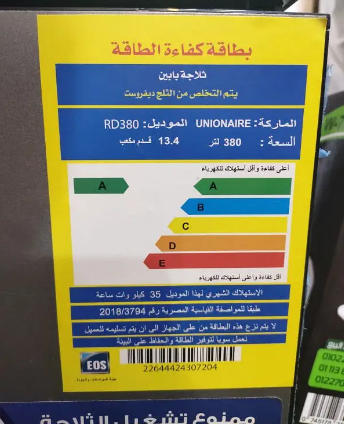 بطاقة كفاءة الطاقة
ثلاجة بابين
يتم التخلص من الثلج ديفروست
الماركة: UNIONAIRE الموديل: RD380
السعة: 380 لتر 13.4 قدم مكعب
أعلى كفاءة وأقل استهلاك للكهرباء
A A
B
C
D
E
أقل كفاءة وأعلى استهلاك للكهرباء
الاستهلاك الشهري لهذا الموديل 35 كيلو وات ساعة
طبقا للمواصفة القياسية المصرية رقم 2018/3794
لا يتم نزع هذه البطاقة من على الجهاز الى ان يتم تسليمه للعميل
نعمل سويا لتوفير الطاقة والحفاظ على البيئة
EOS
22644424307204
ممنوع تشغيل الثلاجة